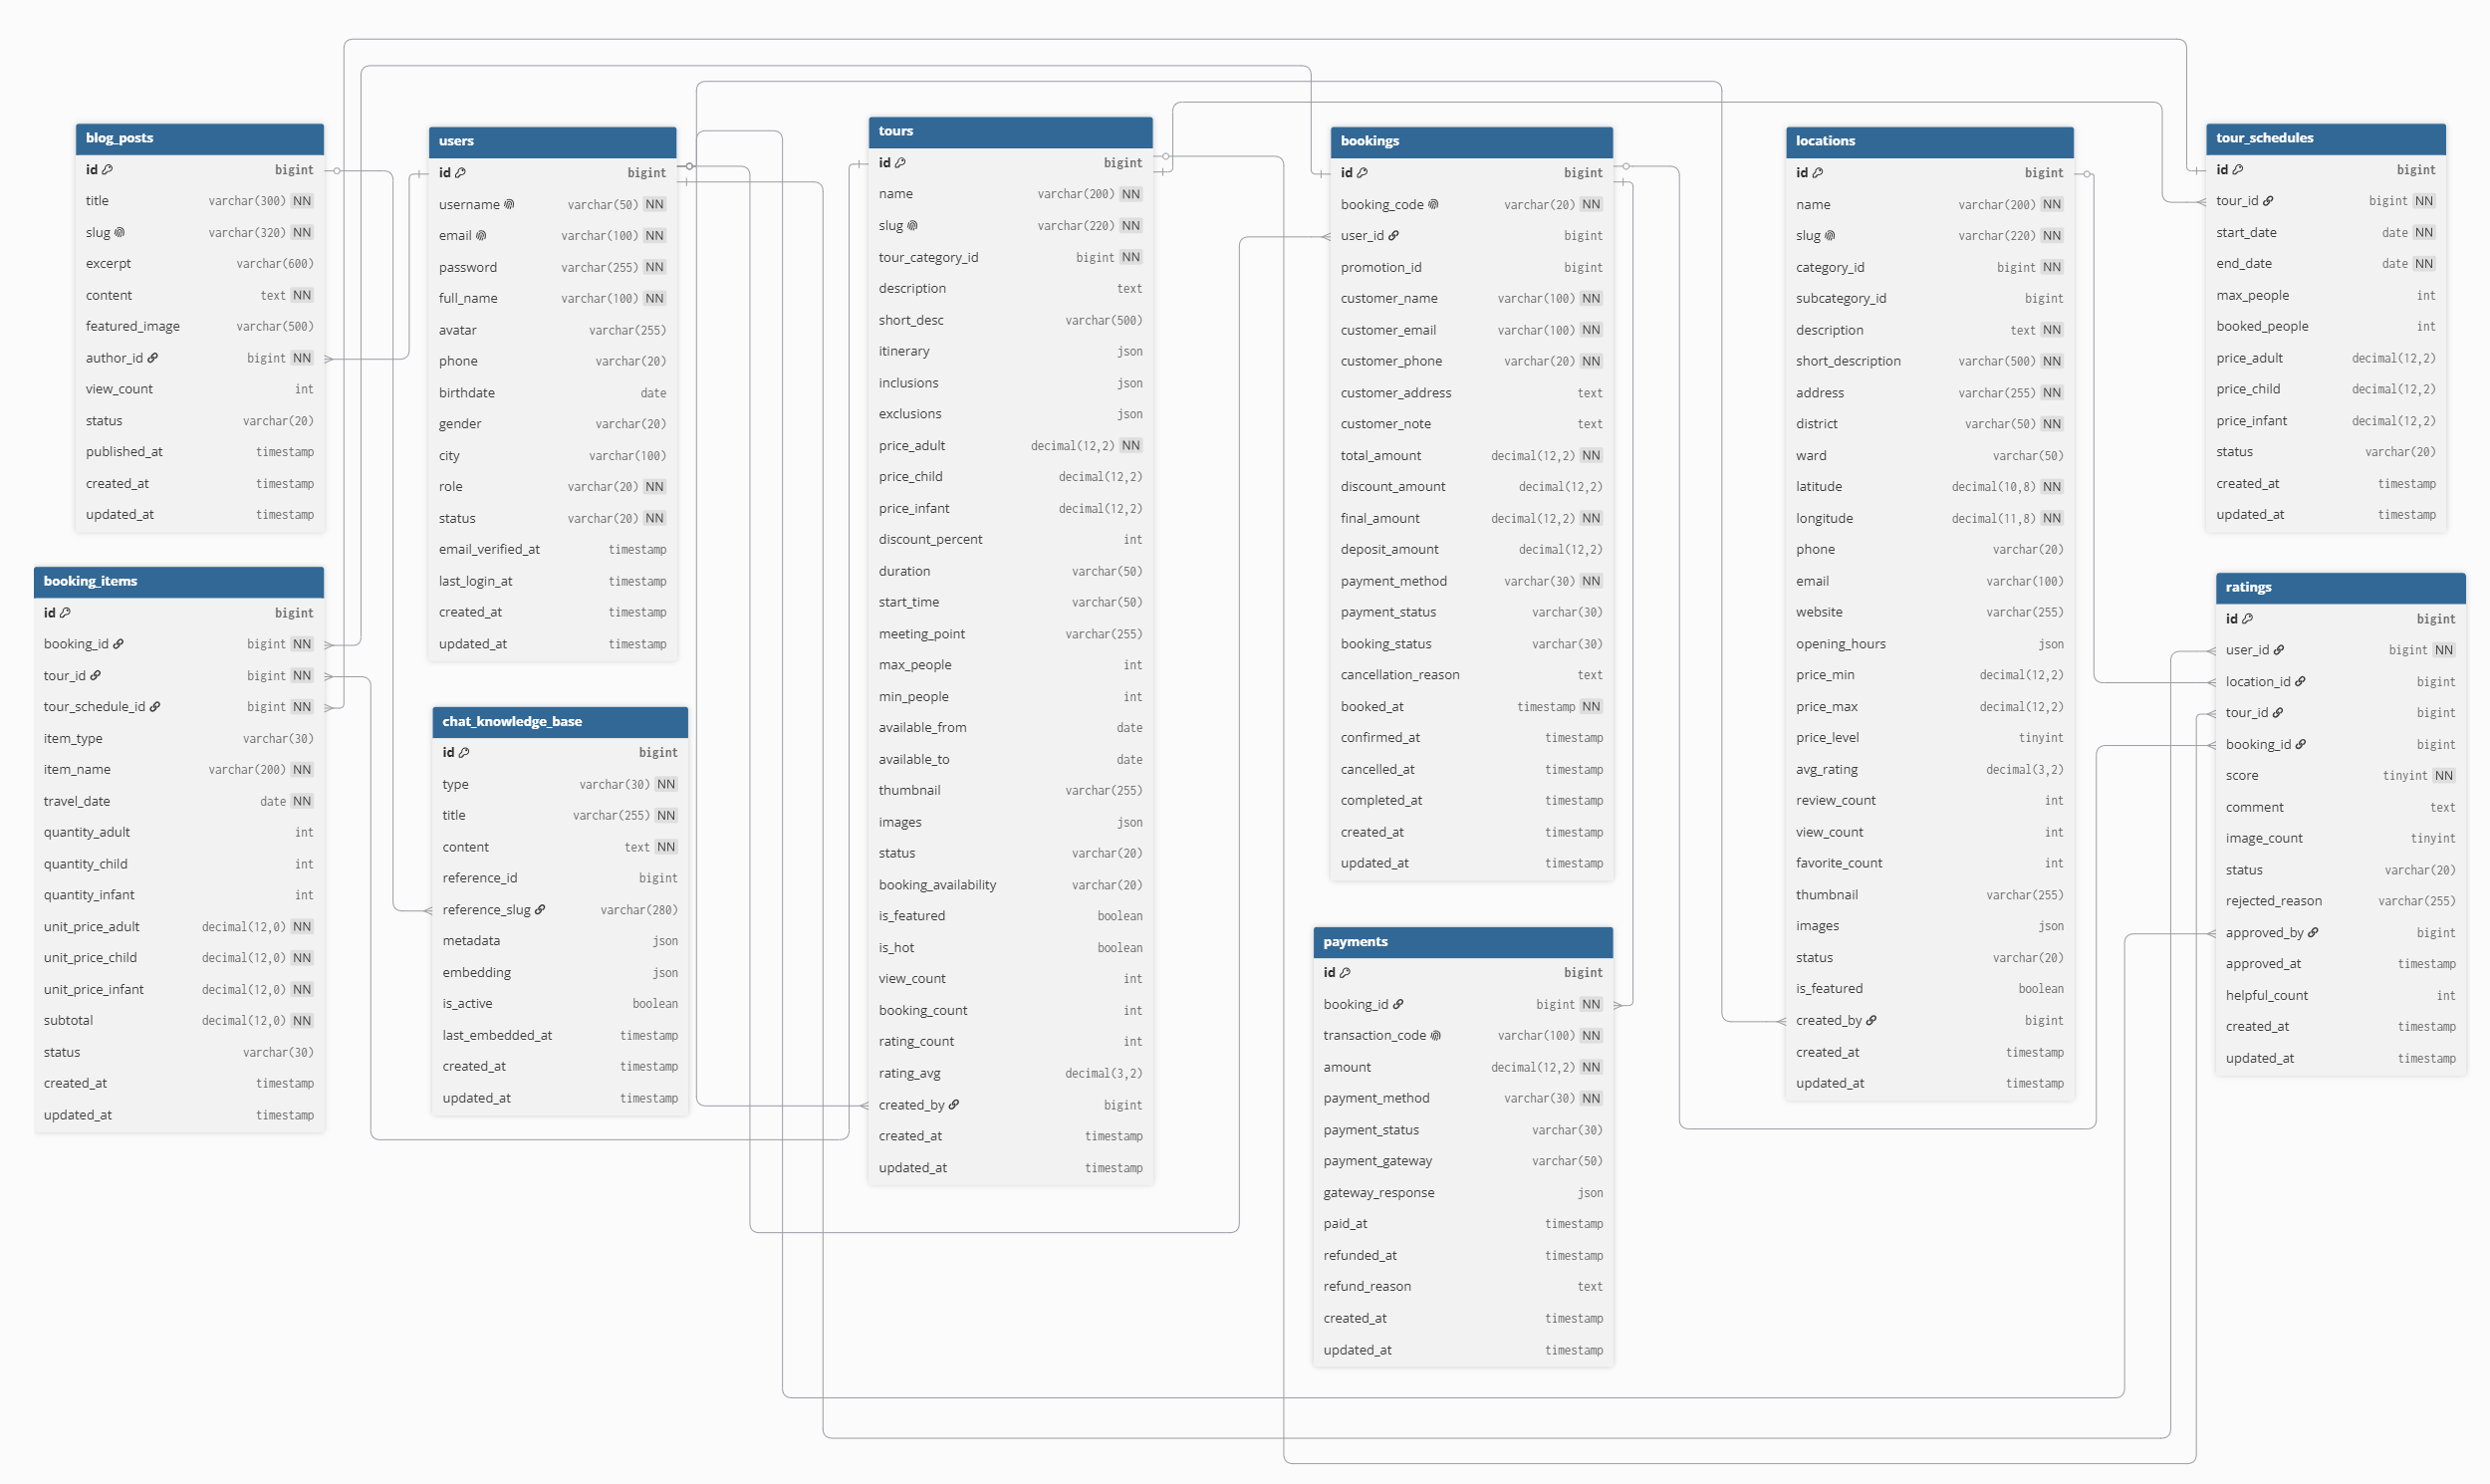 blog_posts
id bigint
title varchar(300) NN
slug varchar(320) NN
excerpt varchar(600)
content text NN
featured_image varchar(500)
author_id bigint NN
view_count int
status varchar(20)
published_at timestamp
created_at timestamp
updated_at timestamp
booking_items
id bigint
booking_id bigint NN
tour_id bigint NN
tour_schedule_id bigint NN
item_type varchar(30)
item_name varchar(200) NN
travel_date date NN
quantity_adult int
quantity_child int
quantity_infant int
unit_price_adult decimal(12,0) NN
unit_price_child decimal(12,0) NN
unit_price_infant decimal(12,0) NN
subtotal decimal(12,0) NN
status varchar(30)
created_at timestamp
updated_at timestamp
users
id bigint
username varchar(50) NN
email varchar(100) NN
password varchar(255) NN
full_name varchar(100) NN
avatar varchar(255)
phone varchar(20)
birthdate date
gender varchar(20)
city varchar(100)
role varchar(20) NN
status varchar(20) NN
email_verified_at timestamp
last_login_at timestamp
created_at timestamp
updated_at timestamp
chat_knowledge_base
id bigint
type varchar(30) NN
title varchar(255) NN
content text NN
reference_id bigint
reference_slug varchar(280)
metadata json
embedding json
is_active boolean
last_embedded_at timestamp
created_at timestamp
updated_at timestamp
tours
id bigint
name varchar(200) NN
slug varchar(220) NN
tour_category_id bigint NN
description text
short_desc varchar(500)
itinerary json
inclusions json
exclusions json
price_adult decimal(12,2) NN
price_child decimal(12,2)
price_infant decimal(12,2)
discount_percent int
duration varchar(50)
start_time varchar(50)
meeting_point varchar(255)
max_people int
min_people int
available_from date
available_to date
thumbnail varchar(255)
images json
status varchar(20)
booking_availability varchar(20)
is_featured boolean
is_hot boolean
view_count int
booking_count int
rating_count int
rating_avg decimal(3,2)
created_by bigint
created_at timestamp
updated_at timestamp
bookings
id bigint
booking_code varchar(20) NN
user_id bigint
promotion_id bigint
customer_name varchar(100) NN
customer_email varchar(100) NN
customer_phone varchar(20) NN
customer_address text
customer_note text
total_amount decimal(12,2) NN
discount_amount decimal(12,2)
final_amount decimal(12,2) NN
deposit_amount decimal(12,2)
payment_method varchar(30) NN
payment_status varchar(30)
booking_status varchar(30)
cancellation_reason text
booked_at timestamp NN
confirmed_at timestamp
cancelled_at timestamp
completed_at timestamp
created_at timestamp
updated_at timestamp
payments
id bigint
booking_id bigint NN
transaction_code varchar(100) NN
amount decimal(12,2) NN
payment_method varchar(30) NN
payment_status varchar(30)
payment_gateway varchar(50)
gateway_response json
paid_at timestamp
refunded_at timestamp
refund_reason text
created_at timestamp
updated_at timestamp
locations
id bigint
name varchar(200) NN
slug varchar(220) NN
category_id bigint NN
subcategory_id bigint
description text NN
short_description varchar(500) NN
address varchar(255) NN
district varchar(50) NN
ward varchar(50)
latitude decimal(10,8) NN
longitude decimal(11,8) NN
phone varchar(20)
email varchar(100)
website varchar(255)
opening_hours json
price_min decimal(12,2)
price_max decimal(12,2)
price_level tinyint
avg_rating decimal(3,2)
review_count int
view_count int
favorite_count int
thumbnail varchar(255)
images json
status varchar(20)
is_featured boolean
created_by bigint
created_at timestamp
updated_at timestamp
tour_schedules
id bigint
tour_id bigint NN
start_date date NN
end_date date NN
max_people int
booked_people int
price_adult decimal(12,2)
price_child decimal(12,2)
price_infant decimal(12,2)
status varchar(20)
created_at timestamp
updated_at timestamp
ratings
id bigint
user_id bigint NN
location_id bigint
tour_id bigint
booking_id bigint
score tinyint NN
comment text
image_count tinyint
status varchar(20)
rejected_reason varchar(255)
approved_by bigint
approved_at timestamp
helpful_count int
created_at timestamp
updated_at timestamp